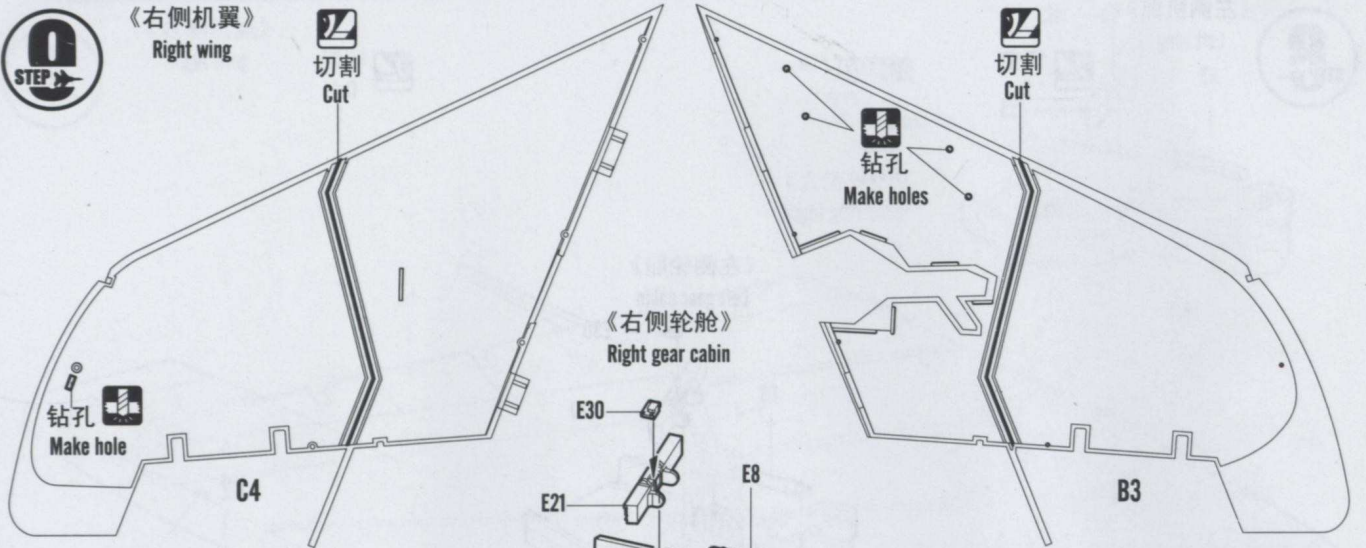 0
STEP
《右侧机翼》
Right wing
切割
Cut
切割
Cut
钻孔
Make holes
《右侧轮舱》
Right gear cabin
钻孔
Make hole
E30
E21
E8
C4
B3